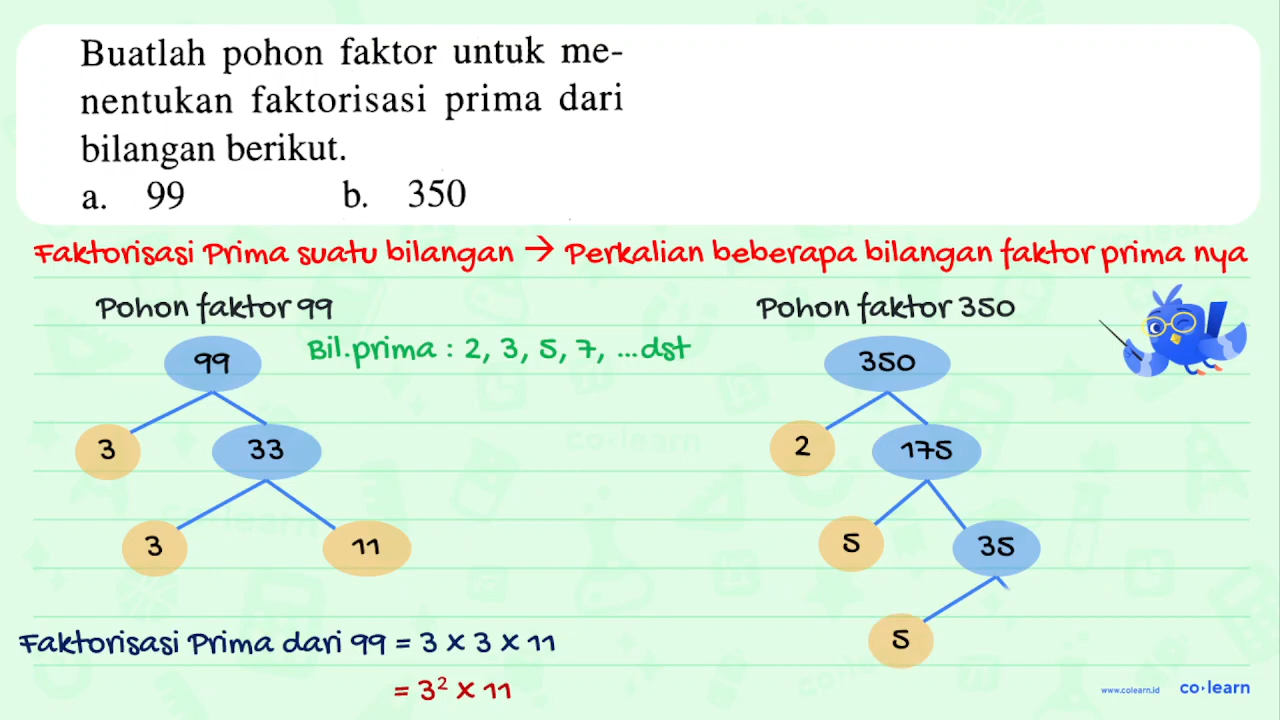 Buatlah pohon faktor untuk me-
nentukan faktorisasi prima dari
bilangan berikut.
a. 99 b. 350
Faktorisasi Prima suatu bilangan → Perkalian beberapa bilangan faktor prima nya
Pohon faktor 99
Bil.prima : 2, 3, 5, 7, ...dst
99
3 33
3 11
Faktorisasi Prima dari 99 = 3 x 3 x 11
= 3² x 11
Pohon faktor 350
350
2 175
5 35
5
www.colearn.id co·learn